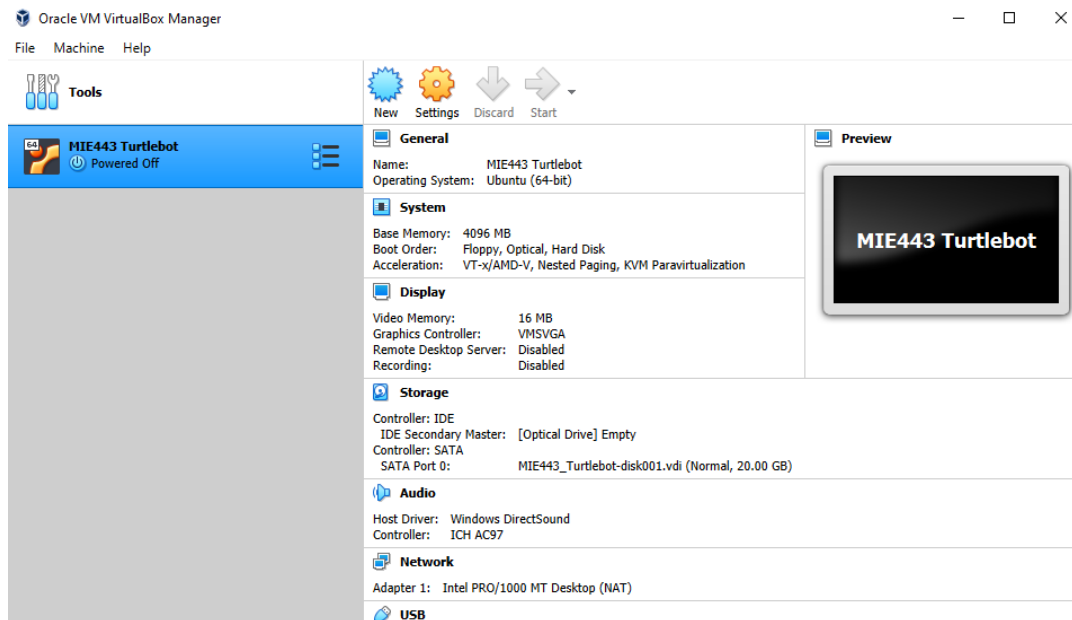 Oracle VM VirtualBox Manager
File Machine Help
Tools
New Settings Discard Start
64 MIE443 Turtlebot
Powered Off
General
Name: MIE443 Turtlebot
Operating System: Ubuntu (64-bit)
System
Base Memory: 4096 MB
Boot Order: Floppy, Optical, Hard Disk
Acceleration: VT-x/AMD-V, Nested Paging, KVM Paravirtualization
Display
Video Memory: 16 MB
Graphics Controller: VMSVGA
Remote Desktop Server: Disabled
Recording: Disabled
Preview
MIE443 Turtlebot
Storage
Controller: IDE
IDE Secondary Master: [Optical Drive] Empty
Controller: SATA
SATA Port 0: MIE443_Turtlebot-disk001.vdi (Normal, 20.00 GB)
Audio
Host Driver: Windows DirectSound
Controller: ICH AC97
Network
Adapter 1: Intel PRO/1000 MT Desktop (NAT)
USB